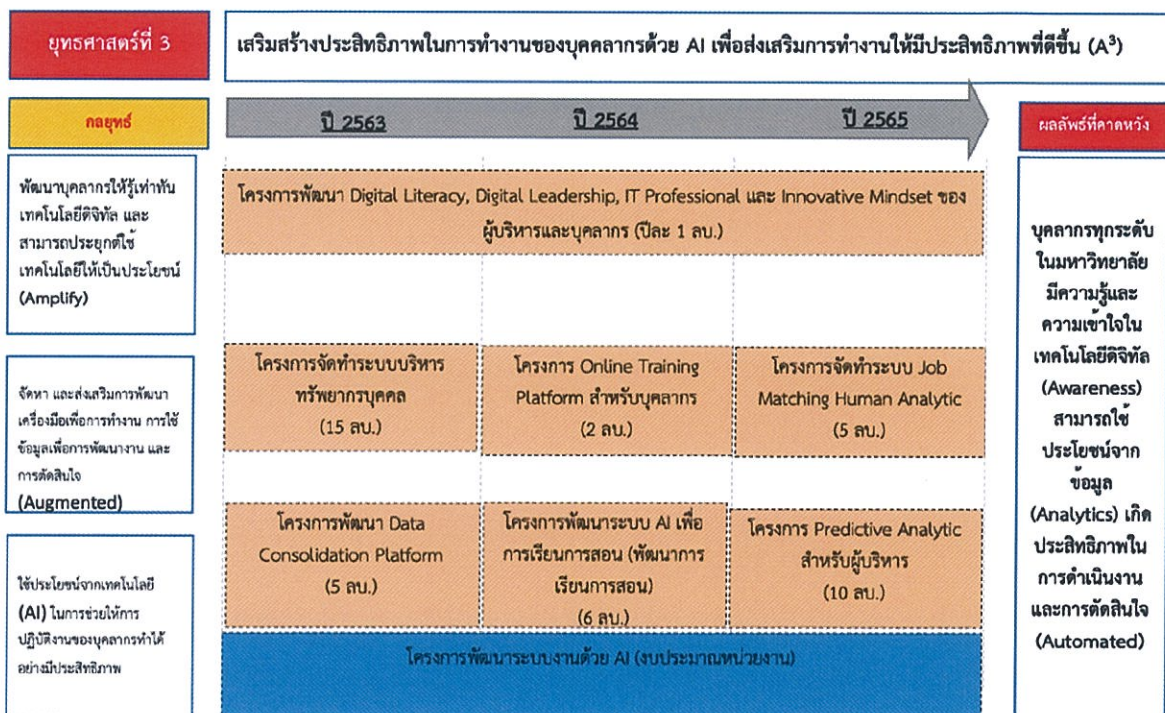 ยุทธศาสตร์ที่ 3
เสริมสร้างประสิทธิภาพในการทำงานของบุคคลากรด้วย AI เพื่อส่งเสริมการทำงานให้มีประสิทธิภาพที่ดีขึ้น (A³)
กลยุทธ์
ปี 2563
ปี 2564
ปี 2565
ผลลัพธ์ที่คาดหวัง
พัฒนาบุคลากรให้รู้เท่าทัน
เทคโนโลยีดิจิทัล และ
สามารถประยุกต์ใช้
เทคโนโลยีให้เป็นประโยชน์
(Amplify)
โครงการพัฒนา Digital Literacy, Digital Leadership, IT Professional และ Innovative Mindset ของ
ผู้บริหารและบุคลากร (ปีละ 1 ลบ.)
จัดหา และส่งเสริมการพัฒนา
เครื่องมือเพื่อการทำงาน การใช้
ข้อมูลเพื่อการพัฒนางาน และ
การตัดสินใจ
(Augmented)
โครงการจัดทำระบบบริหาร
ทรัพยากรบุคคล
(15 ลบ.)
โครงการ Online Training
Platform สำหรับบุคลากร
(2 ลบ.)
โครงการจัดทำระบบ Job
Matching Human Analytic
(5 ลบ.)
ใช้ประโยชน์จากเทคโนโลยี
(AI) ในการช่วยให้การ
ปฏิบัติงานของบุคลากรทำได้
อย่างมีประสิทธิภาพ
โครงการพัฒนา Data
Consolidation Platform
(5 ลบ.)
โครงการพัฒนาระบบ AI เพื่อ
การเรียนการสอน (พัฒนาการ
เรียนการสอน)
(6 ลบ.)
โครงการ Predictive Analytic
สำหรับผู้บริหาร
(10 ลบ.)
โครงการพัฒนาระบบงานด้วย AI (งบประมาณหน่วยงาน)
บุคลากรทุกระดับ
ในมหาวิทยาลัย
มีความรู้และ
ความเข้าใจใน
เทคโนโลยีดิจิทัล
(Awareness)
สามารถใช้
ประโยชน์จาก
ข้อมูล
(Analytics) เกิด
ประสิทธิภาพใน
การดำเนินงาน
และการตัดสินใจ
(Automated)